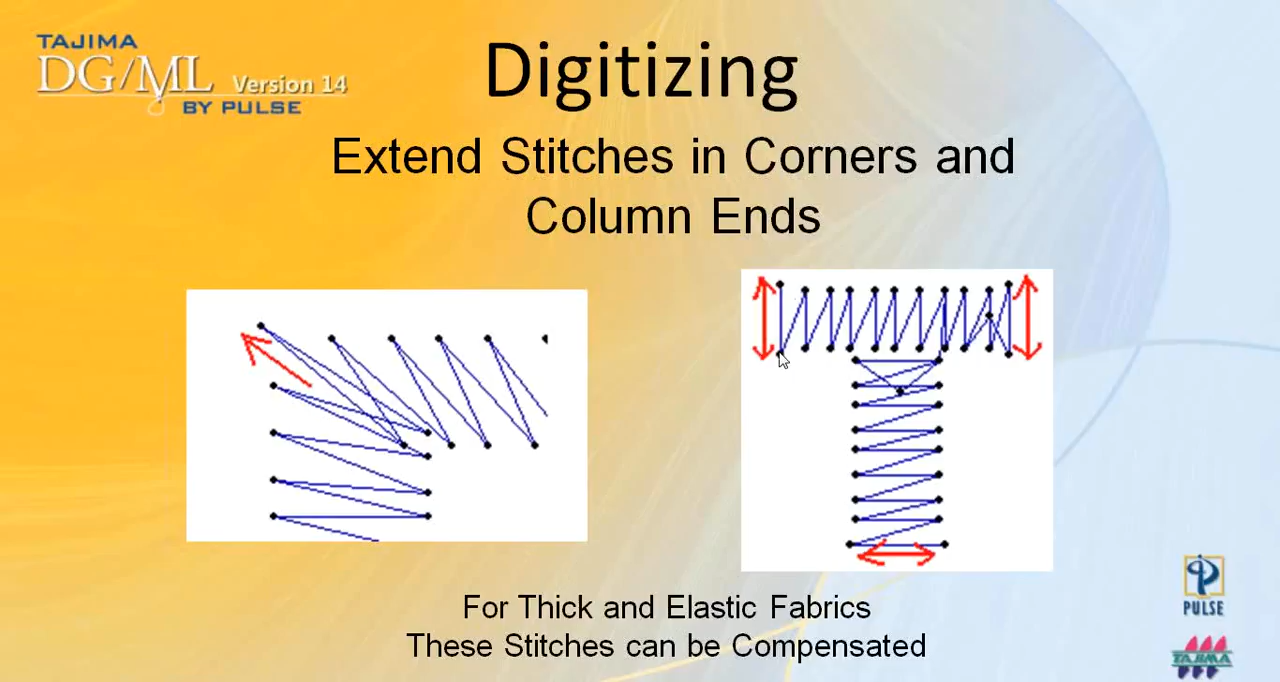 TAJIMA
DG/ML Version 14
BY PULSE
Digitizing
Extend Stitches in Corners and
Column Ends
For Thick and Elastic Fabrics
These Stitches can be Compensated
PULSE
TAJIMA